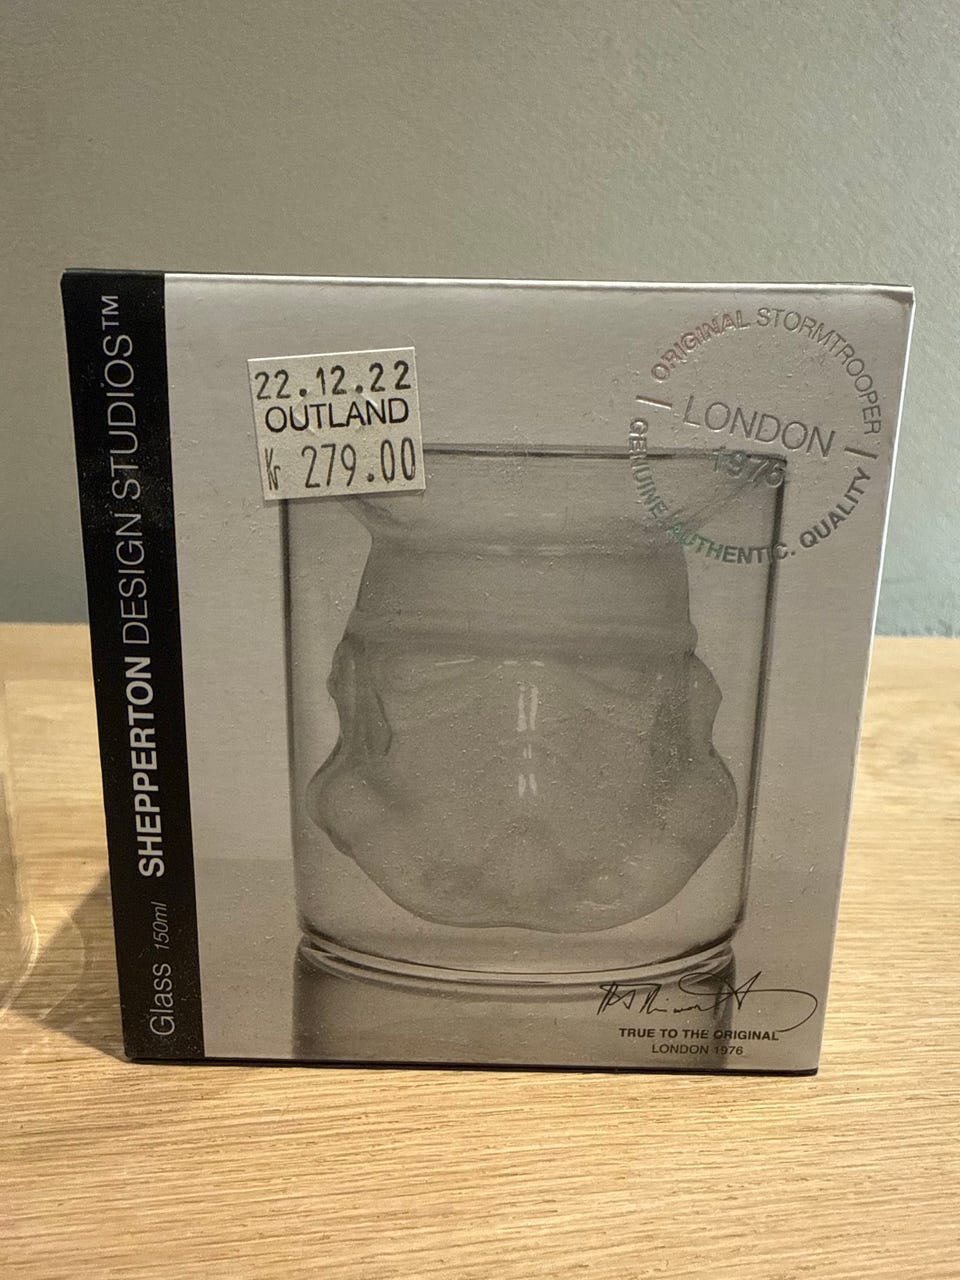 SHEPPERTON DESIGN STUDIOS™
Glass 150ml
22.12.22
OUTLAND
Kr 279.00
ORIGINAL STORMTROOPER
LONDON
1976
GENUINE. AUTHENTIC. QUALITY
TRUE TO THE ORIGINAL
LONDON 1976